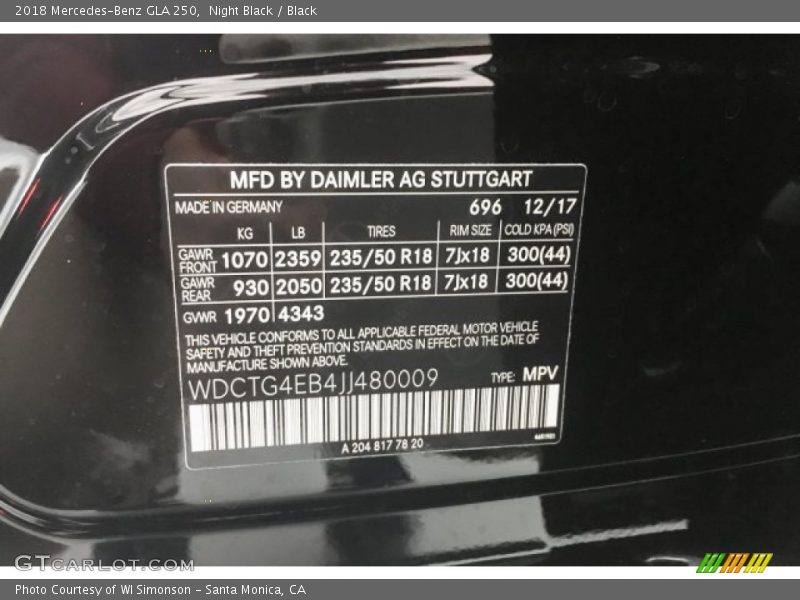 2018 Mercedes-Benz GLA 250,  Night Black / Black
MFD BY DAIMLER AG STUTTGART
MADE IN GERMANY 696 12/17
KG LB TIRES RIM SIZE COLD KPA (PSI)
GAWR FRONT 1070 2359 235/50 R18 7Jx18 300(44)
GAWR REAR 930 2050 235/50 R18 7Jx18 300(44)
GVWR 1970 4343
THIS VEHICLE CONFORMS TO ALL APPLICABLE FEDERAL MOTOR VEHICLE
SAFETY AND THEFT PREVENTION STANDARDS IN EFFECT ON THE DATE OF
MANUFACTURE SHOWN ABOVE.
WDCTG4EB4JJ480009 TYPE: MPV
A 204 817 78 20
GTCARLOT.COM
Photo Courtesy of WI Simonson - Santa Monica, CA